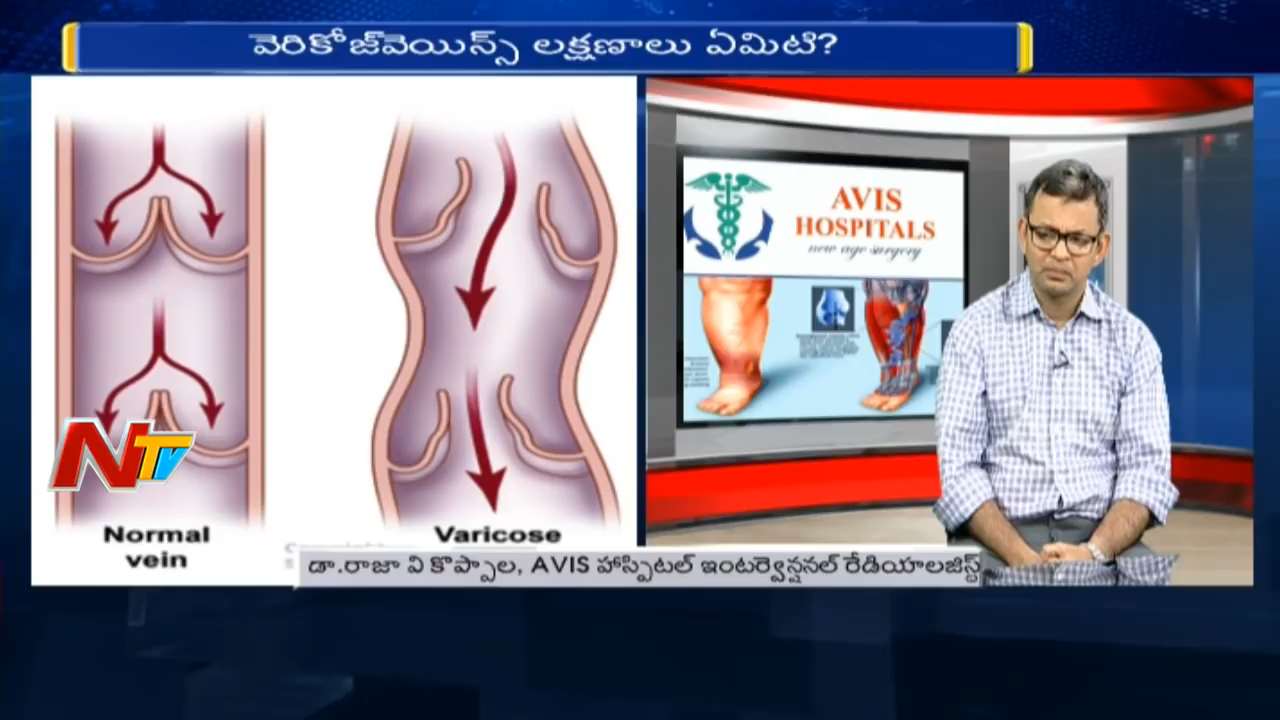 వెరికోజ్‌వెయిన్స్ లక్షణాలు ఏమిటి?
AVIS
HOSPITALS
new age surgery
NTV
Normal
vein
Varicose
డా.రాజా వి కొప్పాల, AVIS హాస్పిటల్ ఇంటర్వెన్షనల్ రేడియాలజిస్ట్